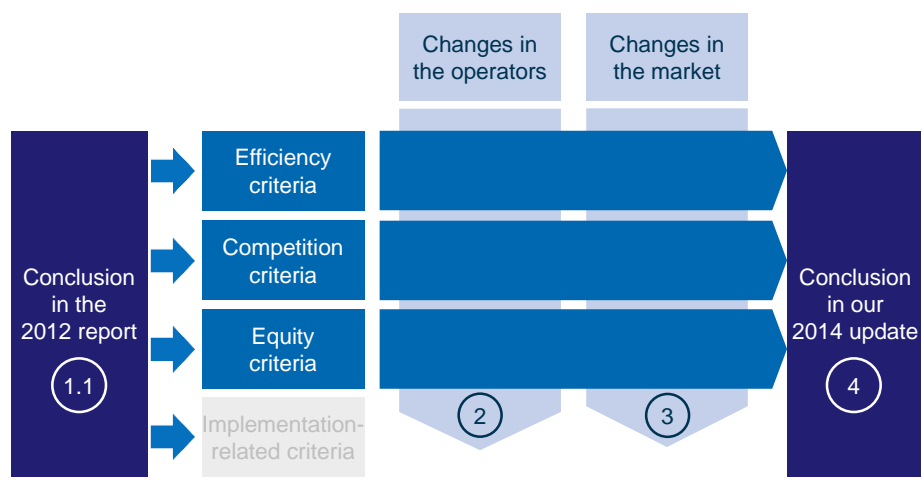 Changes in
the operators
Changes in
the market
Conclusion
in the
2012 report
1.1
Efficiency
criteria
Competition
criteria
Equity
criteria
Implementation-
related criteria
2
3
Conclusion
in our
2014 update
4